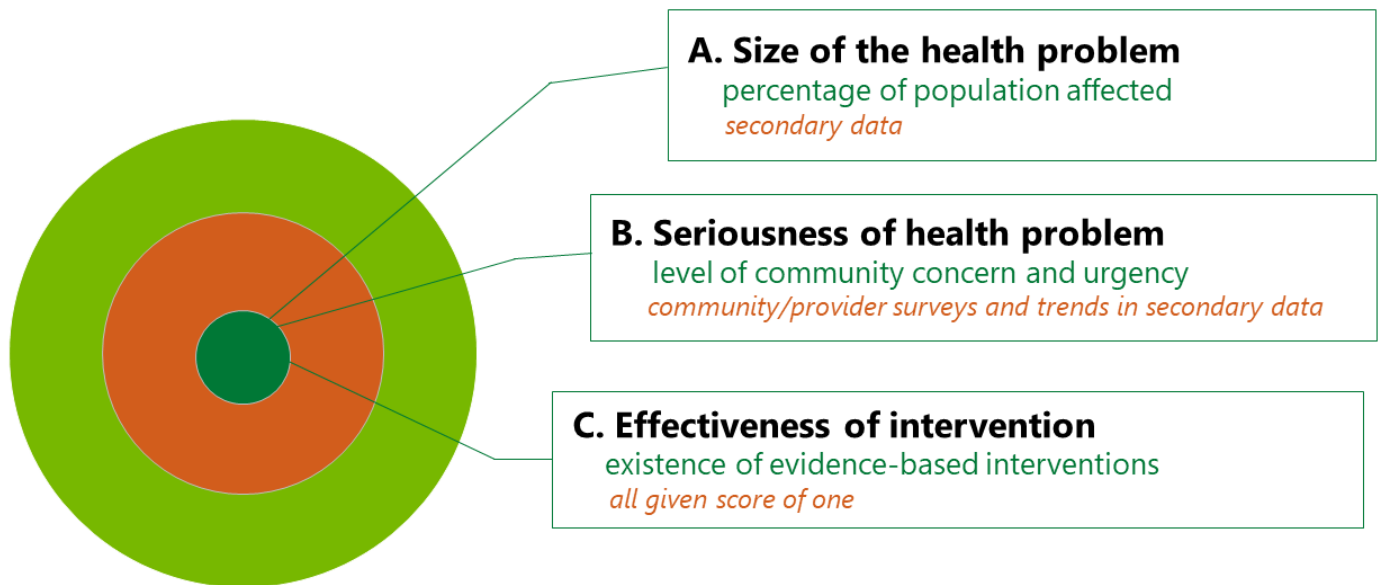 A. Size of the health problem
percentage of population affected
secondary data
B. Seriousness of health problem
level of community concern and urgency
community/provider surveys and trends in secondary data
C. Effectiveness of intervention
existence of evidence-based interventions
all given score of one